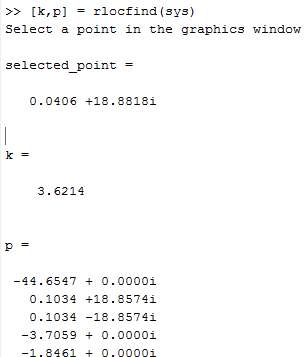 >> [k,p] = rlocfind(sys)
Select a point in the graphics window
selected_point =
0.0406 +18.8818i
k =
3.6214
p =
-44.6547 + 0.0000i
0.1034 +18.8574i
0.1034 -18.8574i
-3.7059 + 0.0000i
-1.8461 + 0.0000i